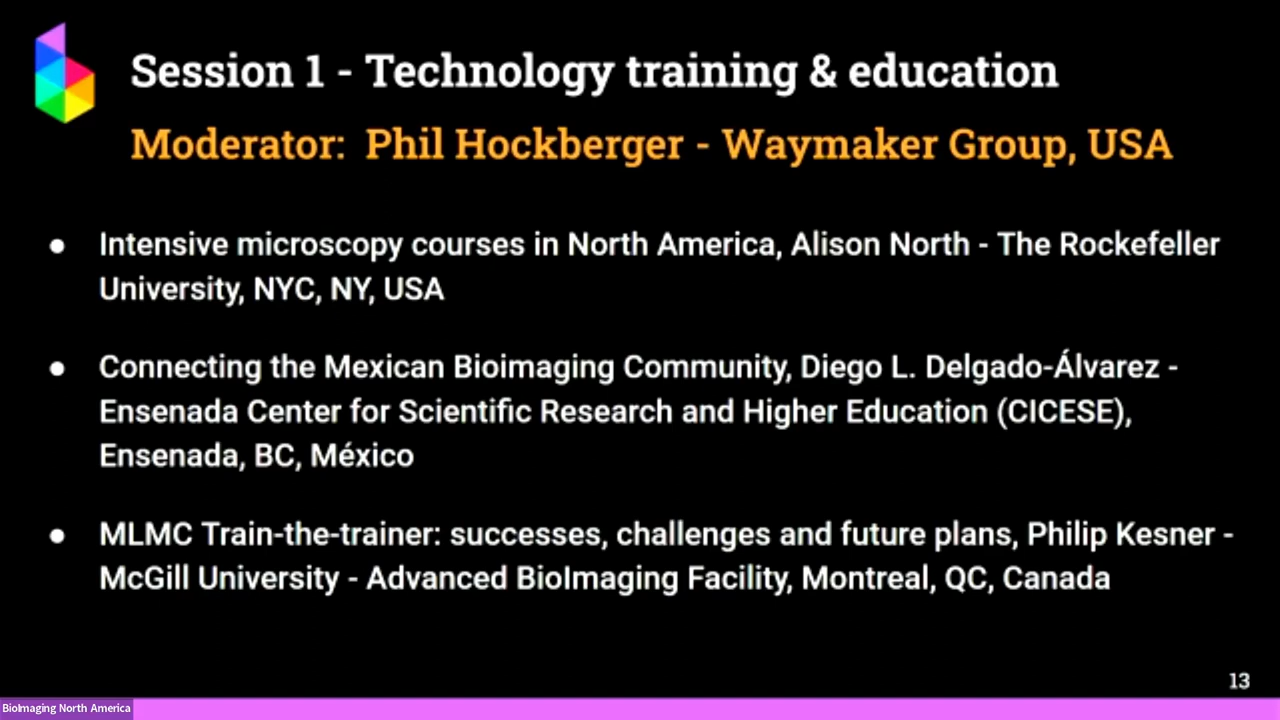 Session 1 - Technology training & education
Moderator: Phil Hockberger - Waymaker Group, USA
● Intensive microscopy courses in North America, Alison North - The Rockefeller
University, NYC, NY, USA
● Connecting the Mexican Bioimaging Community, Diego L. Delgado-Álvarez -
Ensenada Center for Scientific Research and Higher Education (CICESE),
Ensenada, BC, México
● MLMC Train-the-trainer: successes, challenges and future plans, Philip Kesner -
McGill University - Advanced BioImaging Facility, Montreal, QC, Canada
13
BioImaging North America